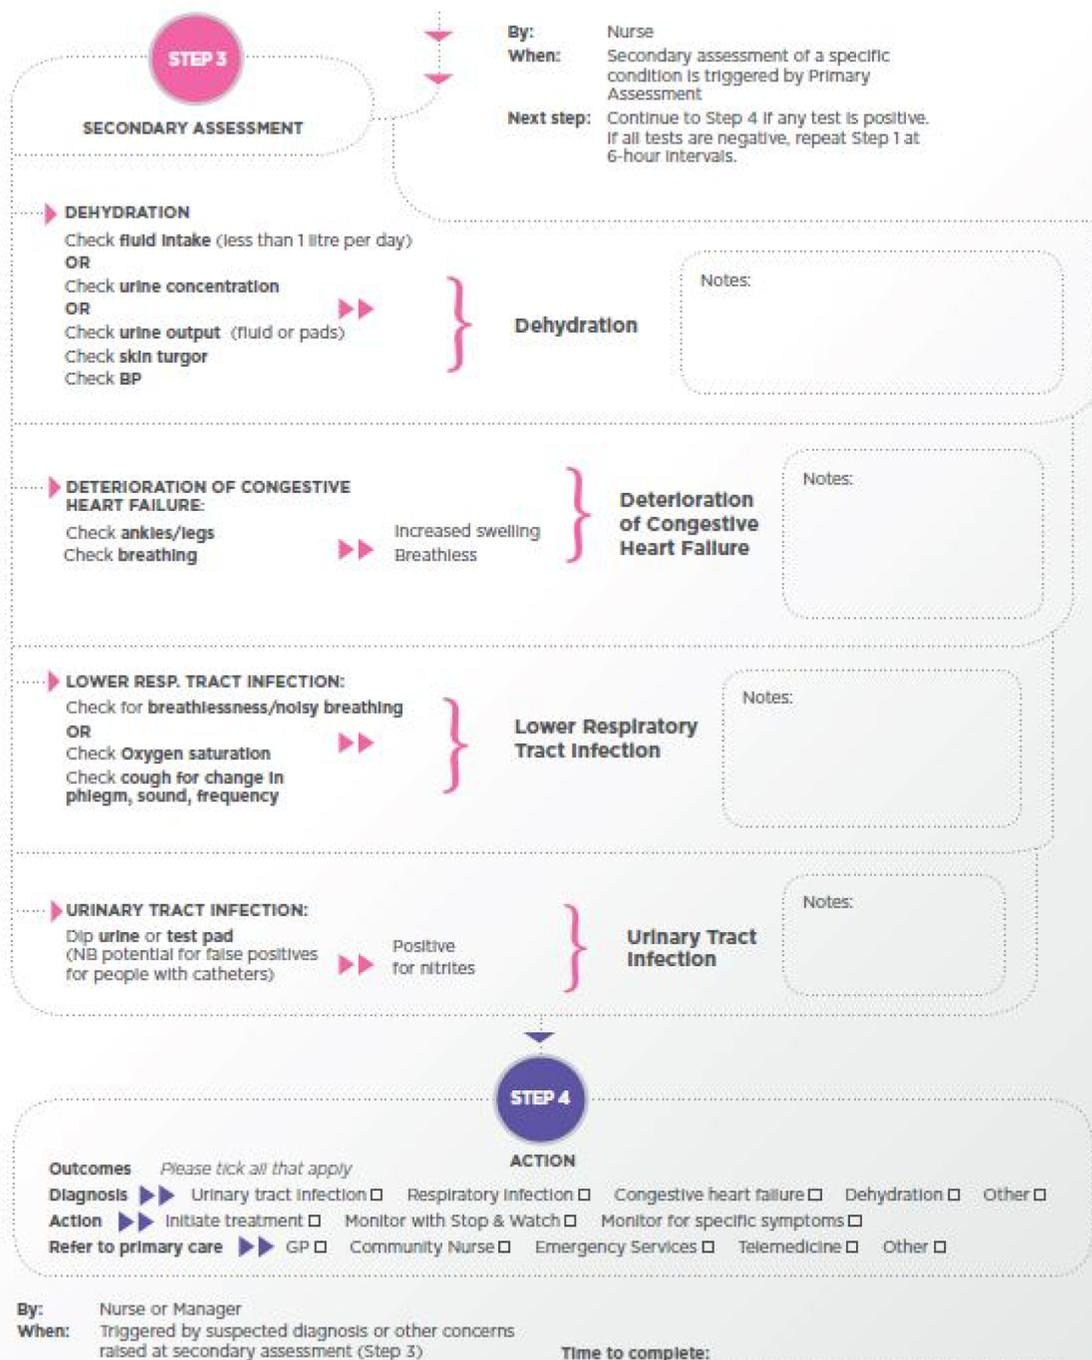 STEP 3
SECONDARY ASSESSMENT
By: Nurse
When: Secondary assessment of a specific
condition is triggered by Primary
Assessment
Next step: Continue to Step 4 if any test is positive.
If all tests are negative, repeat Step 1 at
6-hour intervals.
DEHYDRATION
Check fluid intake (less than 1 litre per day)
OR
Check urine concentration
OR
Check urine output (fluid or pads)
Check skin turgor
Check BP
Dehydration
Notes:
DETERIORATION OF CONGESTIVE
HEART FAILURE:
Check ankles/legs
Check breathing
Increased swelling
Breathless
Deterioration
of Congestive
Heart Failure
Notes:
LOWER RESP. TRACT INFECTION:
Check for breathlessness/noisy breathing
OR
Check Oxygen saturation
Check cough for change in
phlegm, sound, frequency
Lower Respiratory
Tract Infection
Notes:
URINARY TRACT INFECTION:
Dip urine or test pad
(NB potential for false positives
for people with catheters)
Positive
for nitrites
Urinary Tract
Infection
Notes:
STEP 4
ACTION
Outcomes Please tick all that apply
Diagnosis Urinary tract infection □ Respiratory infection □ Congestive heart failure □ Dehydration □ Other □
Action Initiate treatment □ Monitor with Stop & Watch □ Monitor for specific symptoms □
Refer to primary care GP □ Community Nurse □ Emergency Services □ Telemedicine □ Other □
By: Nurse or Manager
When: Triggered by suspected diagnosis or other concerns
raised at secondary assessment (Step 3)
Time to complete: